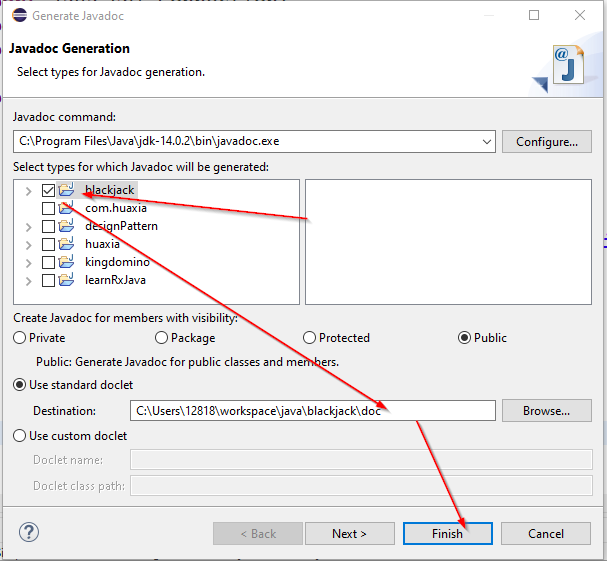 Generate Javadoc
Javadoc Generation
Select types for Javadoc generation.
@
J
Javadoc command:
C:\Program Files\Java\jdk-14.0.2\bin\javadoc.exe
Configure...
Select types for which Javadoc will be generated:
blackjack
com.huaxia
designPattern
huaxia
kingdomino
learnRxJava
Create Javadoc for members with visibility:
Private Package Protected Public
Public: Generate Javadoc for public classes and members.
Use standard doclet
Destination: C:\Users\12818\workspace\java\blackjack\doc Browse...
Use custom doclet
Doclet name:
Doclet class path:
? < Back Next > Finish Cancel